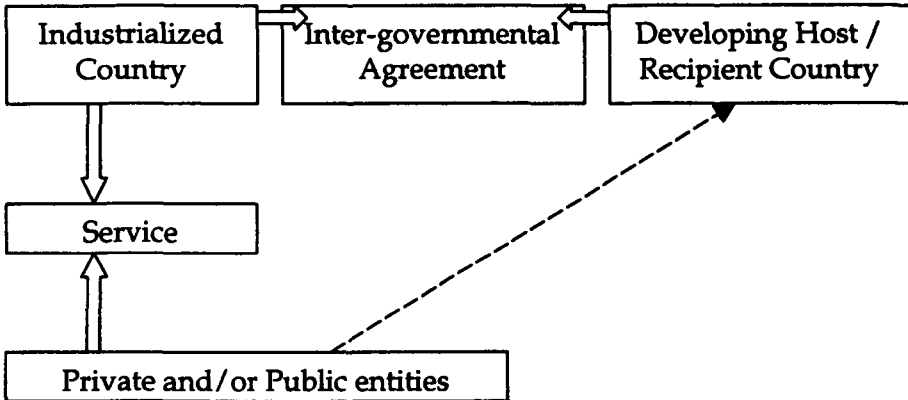 Industrialized
Country
Inter-governmental
Agreement
Developing Host /
Recipient Country
Service
Private and/or Public entities